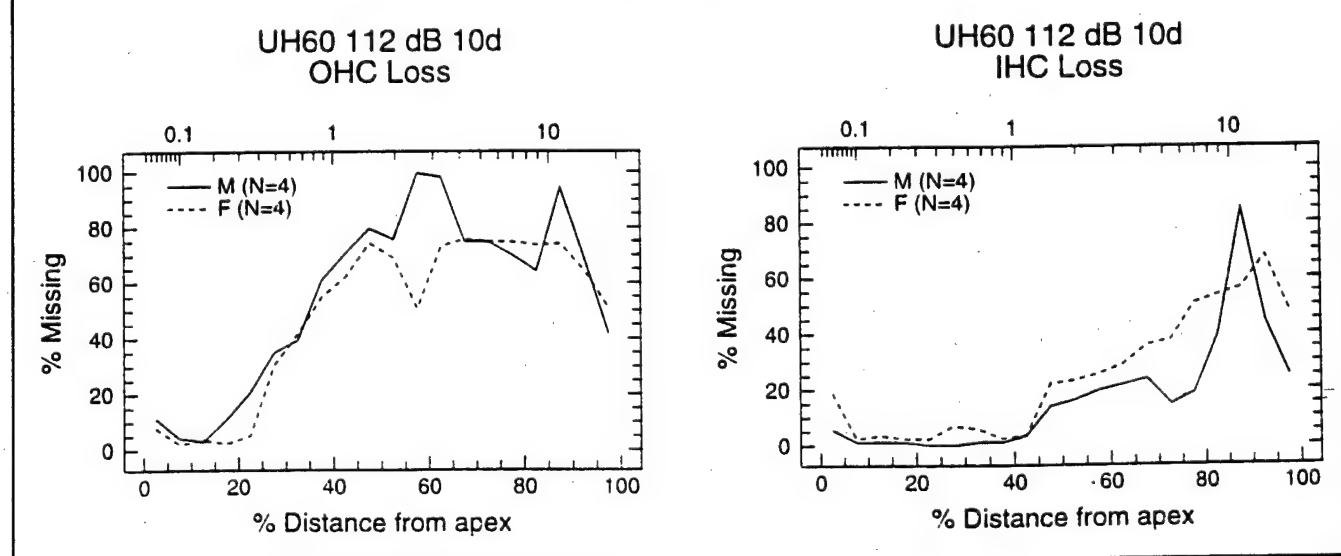 UH60 112 dB 10d
OHC Loss
0.1 1 10
100
80
60
40
20
0
% Missing
M (N=4)
F (N=4)
0 20 40 60 80 100
% Distance from apex
UH60 112 dB 10d
IHC Loss
0.1 1 10
100
80
60
40
20
0
% Missing
M (N=4)
F (N=4)
0 20 40 60 80 100
% Distance from apex